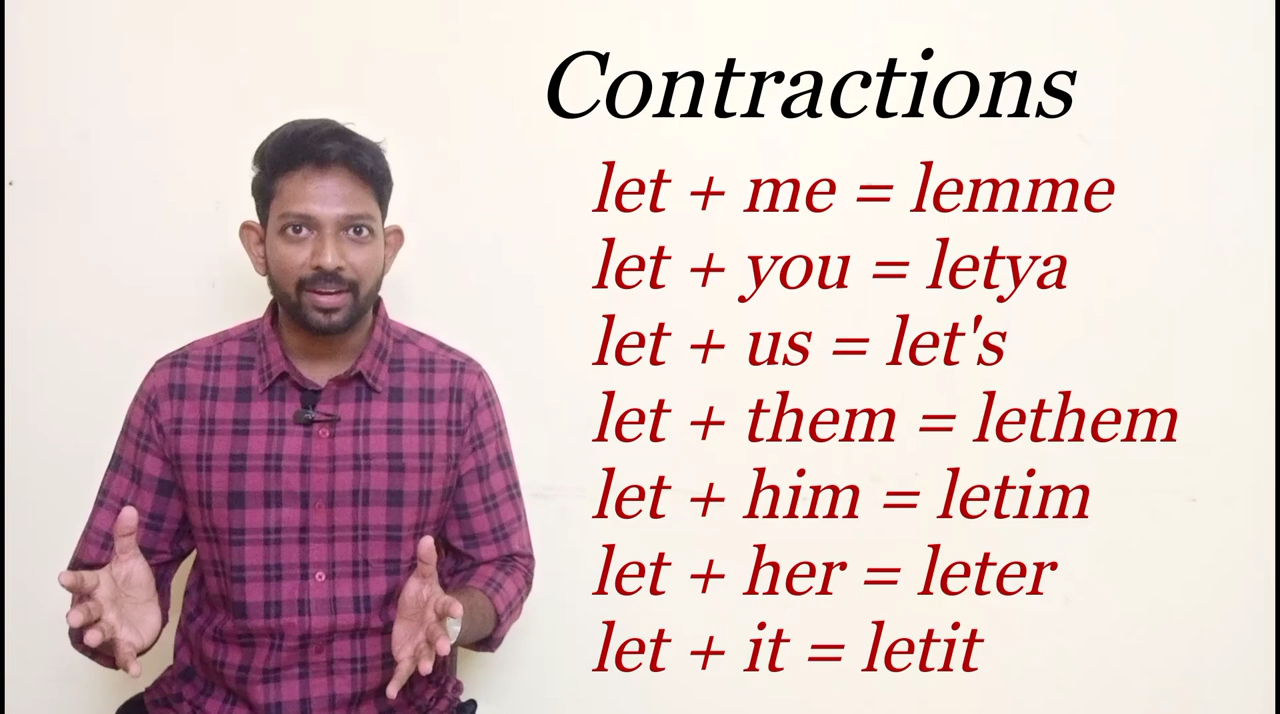 Contractions
let + me = lemme
let + you = letya
let + us = let's
let + them = lethem
let + him = letim
let + her = leter
let + it = letit